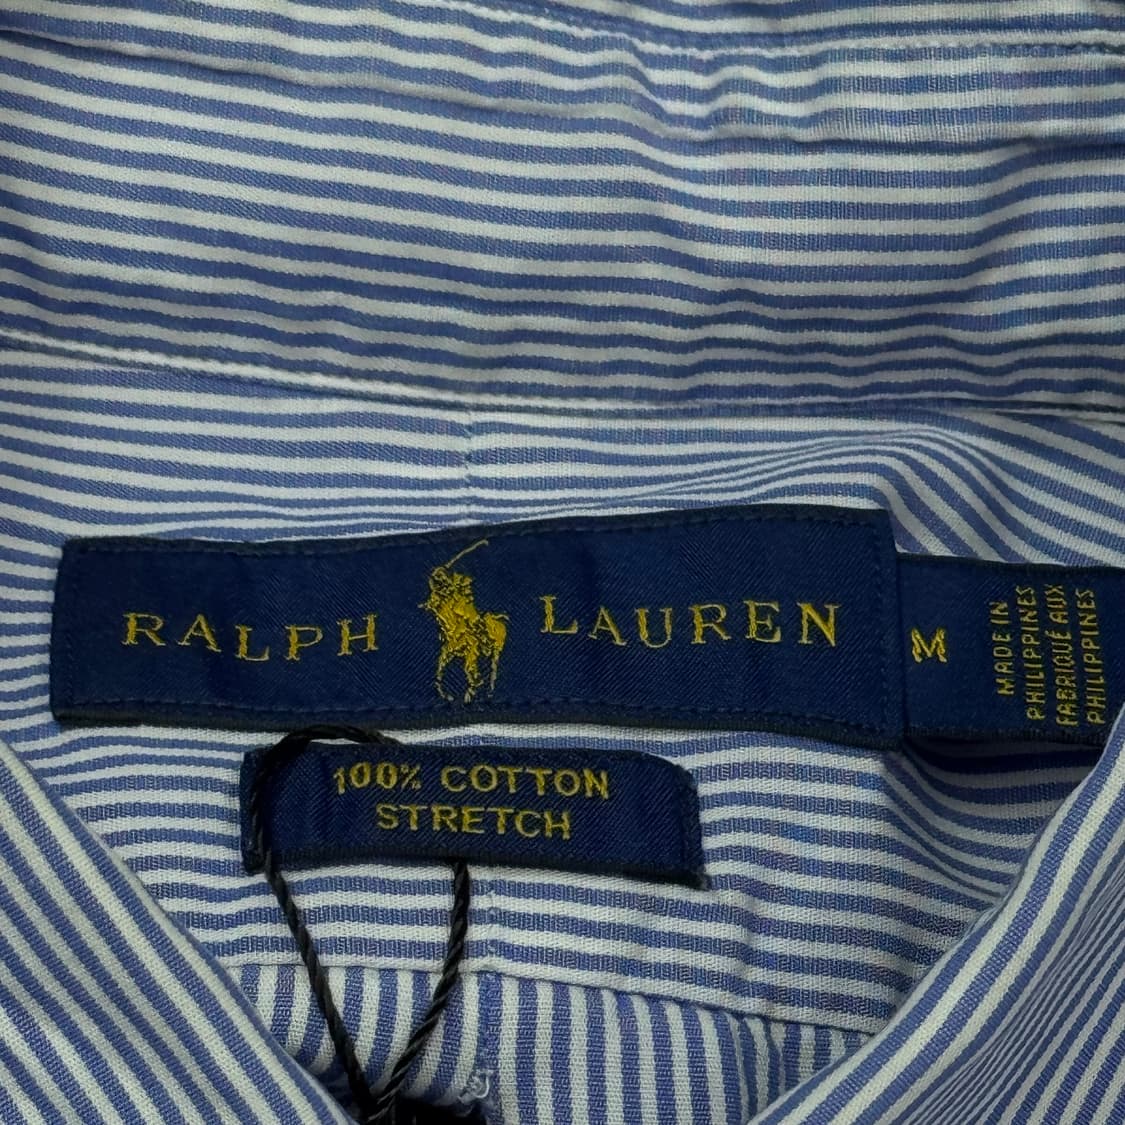 RALPH LAUREN
M
MADE IN
PHILIPPINES
FABRIQUÉ AUX
PHILIPPINES
100% COTTON
STRETCH